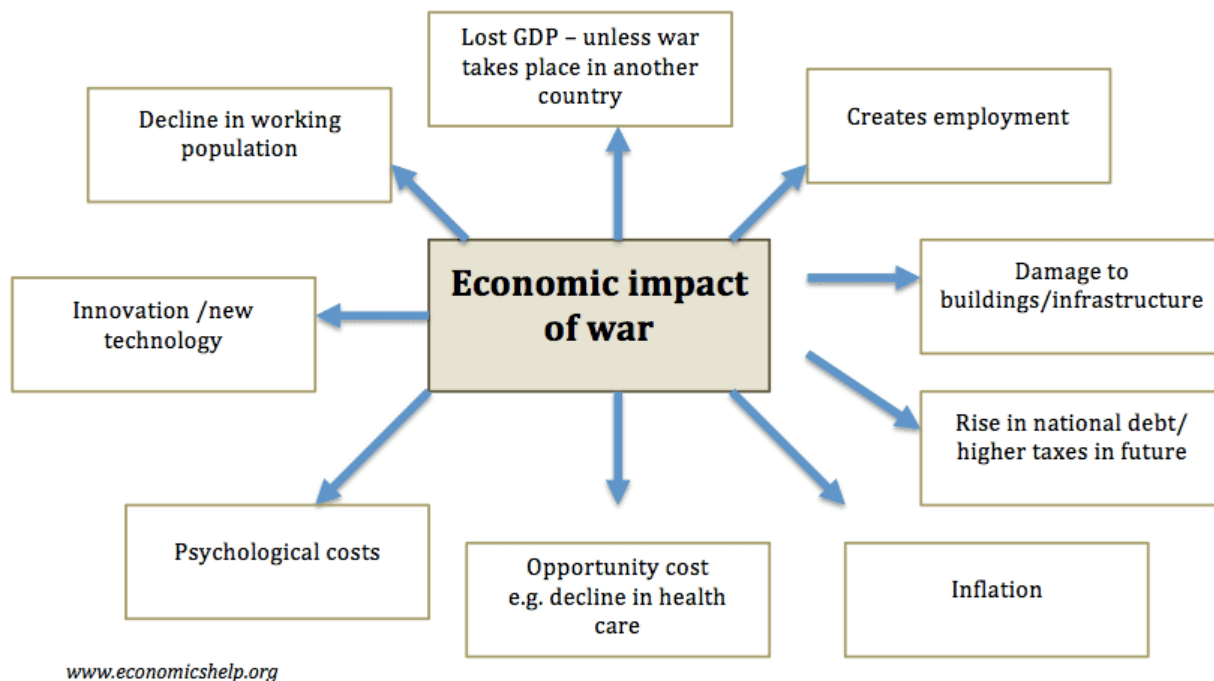 Lost GDP – unless war
takes place in another
country
Decline in working
population
Creates employment
Economic impact
of war
Damage to
buildings/infrastructure
Innovation /new
technology
Rise in national debt/
higher taxes in future
Psychological costs
Opportunity cost
e.g. decline in health
care
Inflation
www.economicshelp.org